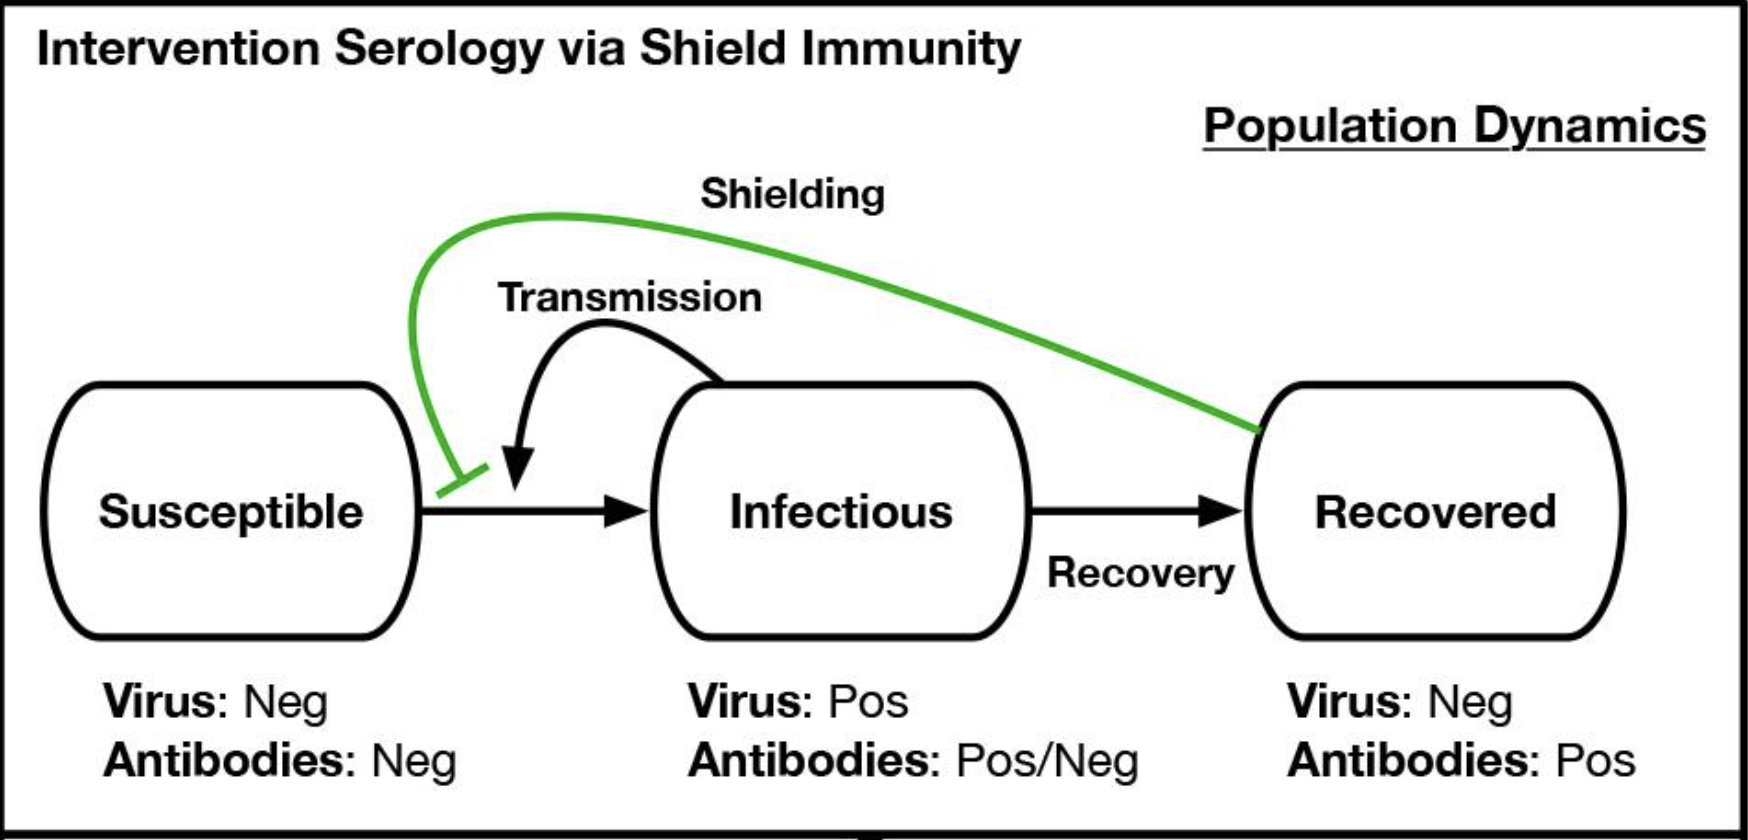 Intervention Serology via Shield Immunity
Population Dynamics
Shielding
Transmission
Susceptible
Infectious
Recovered
Recovery
Virus: Neg
Antibodies: Neg
Virus: Pos
Antibodies: Pos/Neg
Virus: Neg
Antibodies: Pos